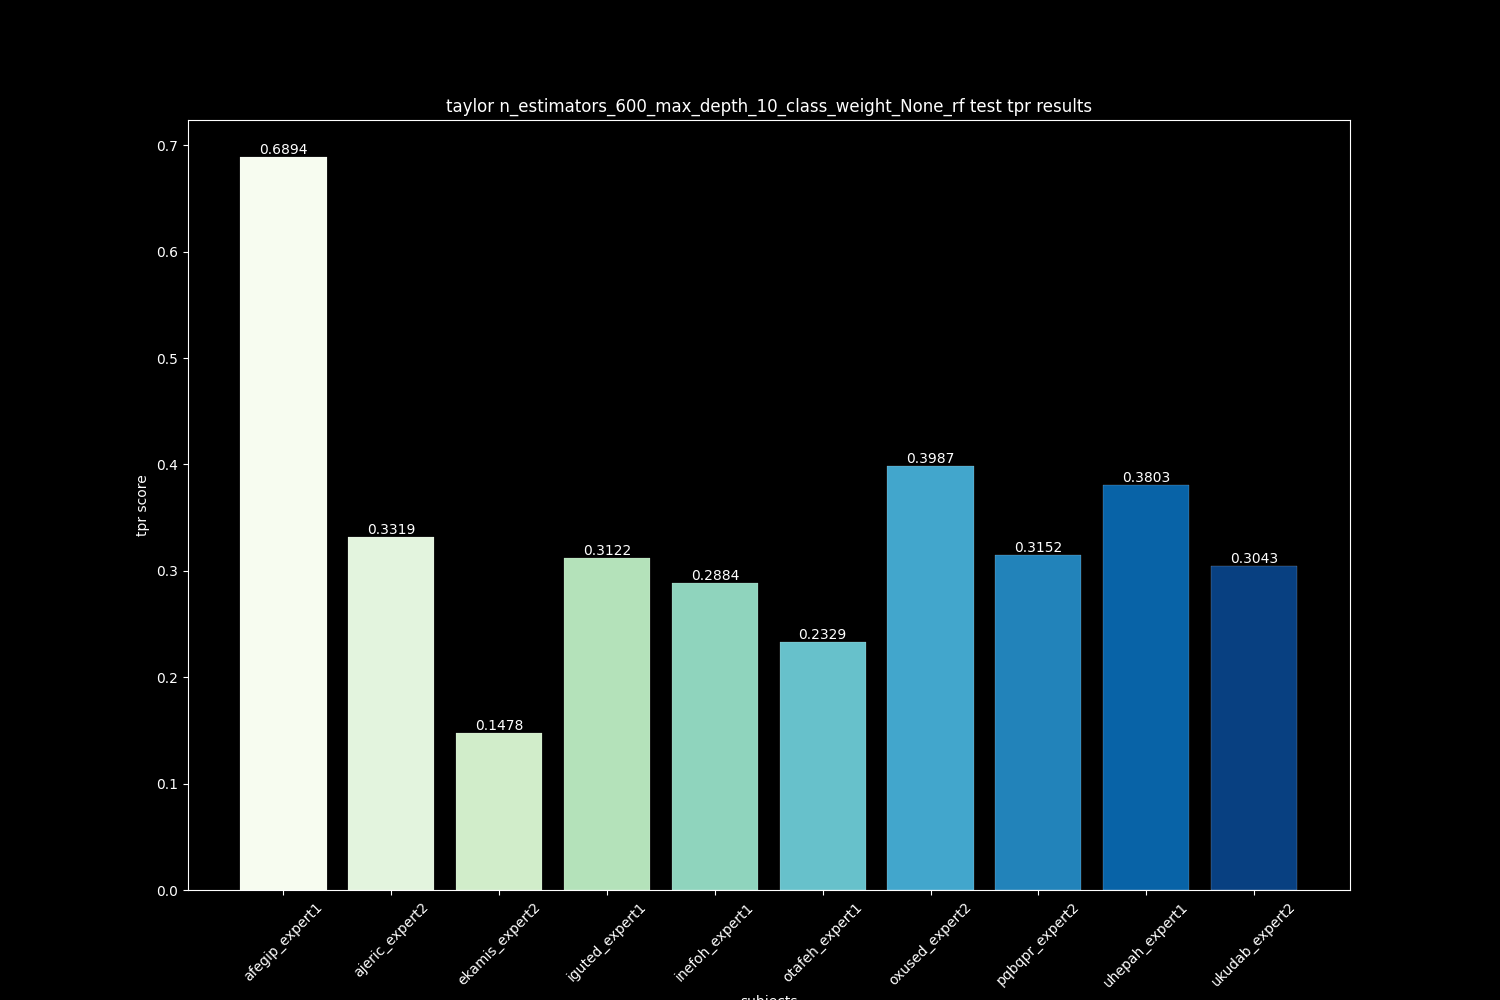 taylor n_estimators_600_max_depth_10_class_weight_None_rf test tpr results
0.7
0.6
0.5
0.4
0.3
0.2
0.1
0.0
tpr score
0.6894
0.3319
0.1478
0.3122
0.2884
0.2329
0.3987
0.3152
0.3803
0.3043
afegip_expert1
ajeric_expert2
ekamis_expert2
iguted_expert1
inefoh_expert1
otafeh_expert1
oxused_expert2
pqbqpr_expert2
uhepah_expert1
ukudab_expert2
subjects